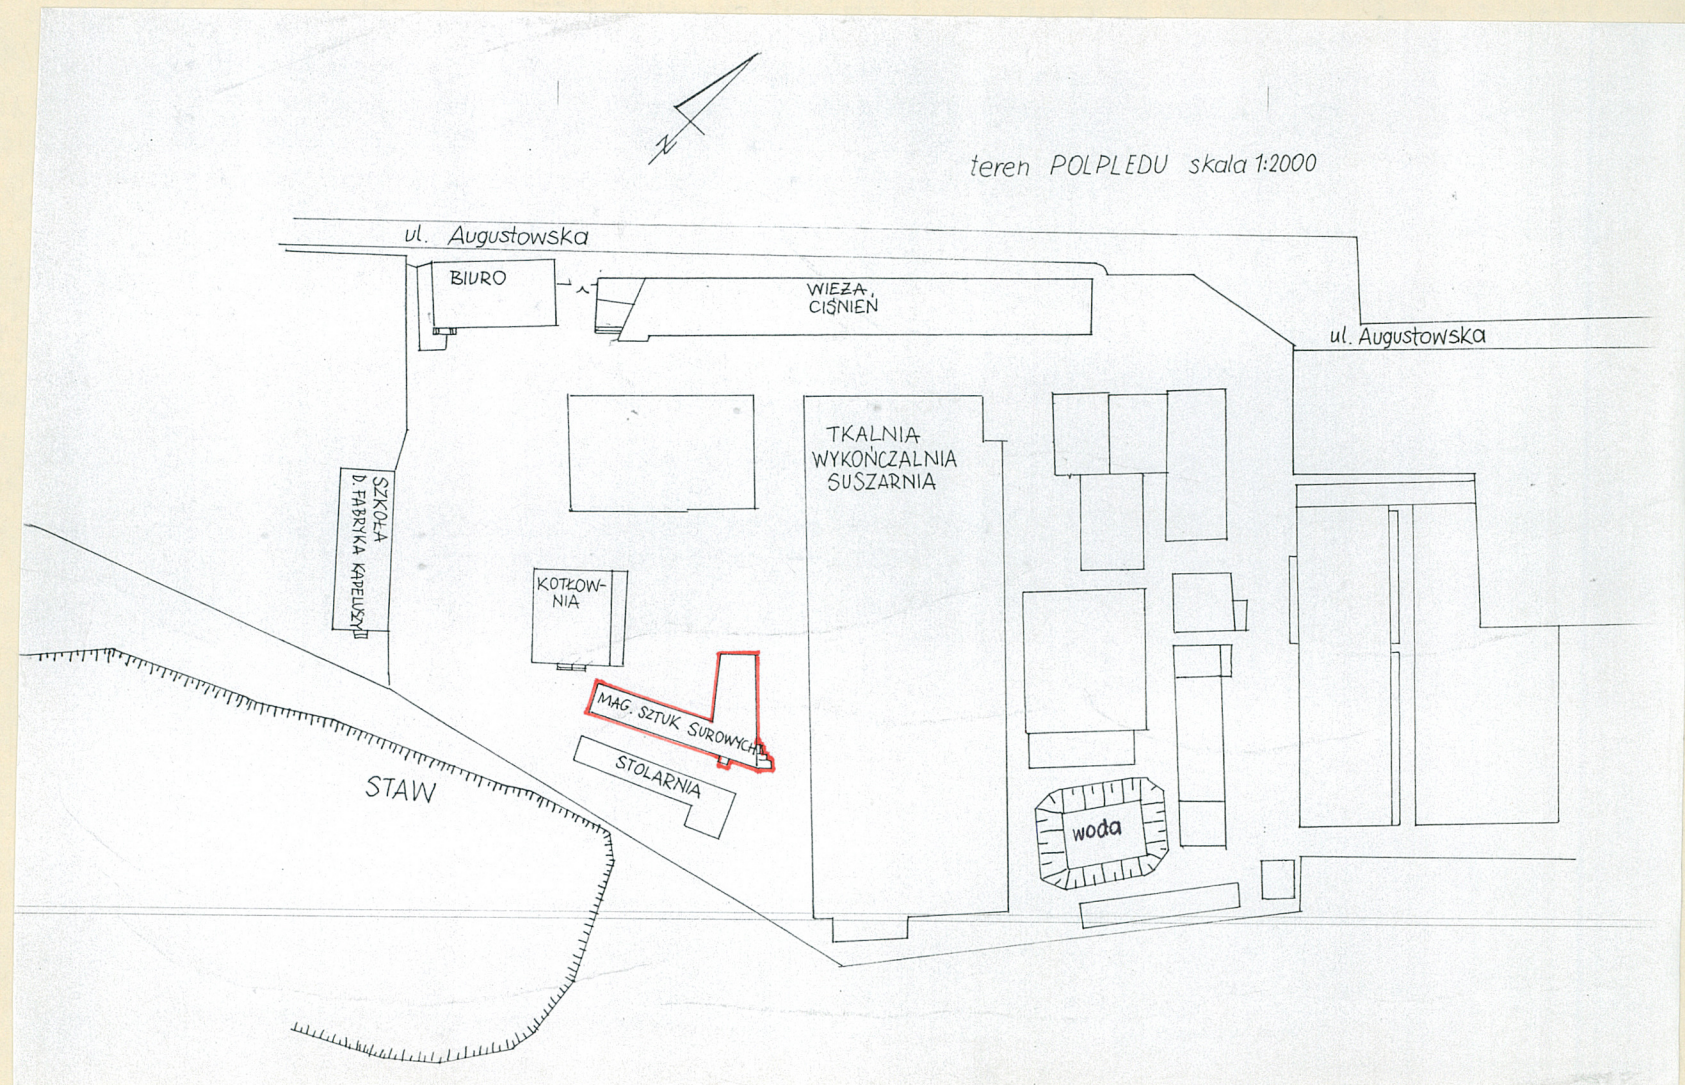 N
teren POLPLEDU skala 1:2000
ul. Augustowska
BIURO
WIEŻA
CIŚNIEŃ
ul. Augustowska
TKALNIA
WYKOŃCZALNIA
SUSZARNIA
SZKOŁA
D. FABRYKA KAPELUSZY
KOTŁOW-
NIA
MAG. SZTUK SUROWYCH
STOLARNIA
STAW
woda